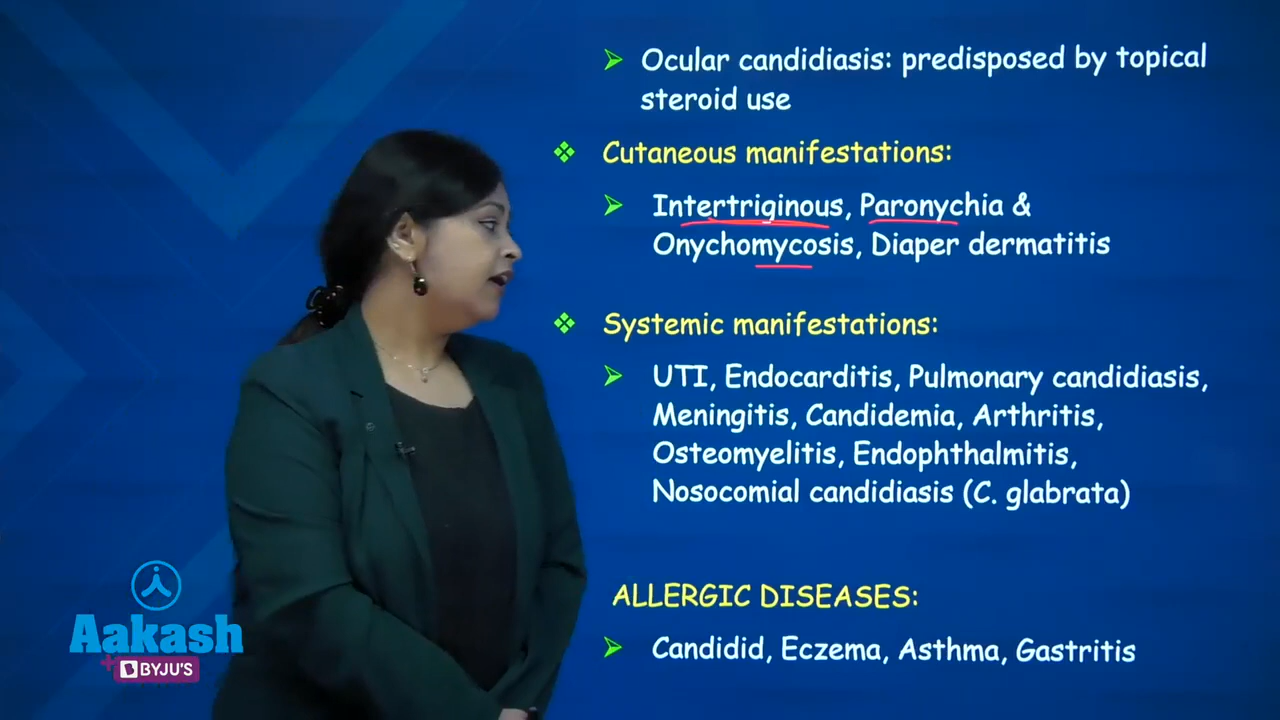 ➢ Ocular candidiasis: predisposed by topical
steroid use
❖ Cutaneous manifestations:
➢ Intertriginous, Paronychia &
Onychomycosis, Diaper dermatitis
❖ Systemic manifestations:
➢ UTI, Endocarditis, Pulmonary candidiasis,
Meningitis, Candidemia, Arthritis,
Osteomyelitis, Endophthalmitis,
Nosocomial candidiasis (C. glabrata)
ALLERGIC DISEASES:
➢ Candidid, Eczema, Asthma, Gastritis
Aakash
+ BYJU'S